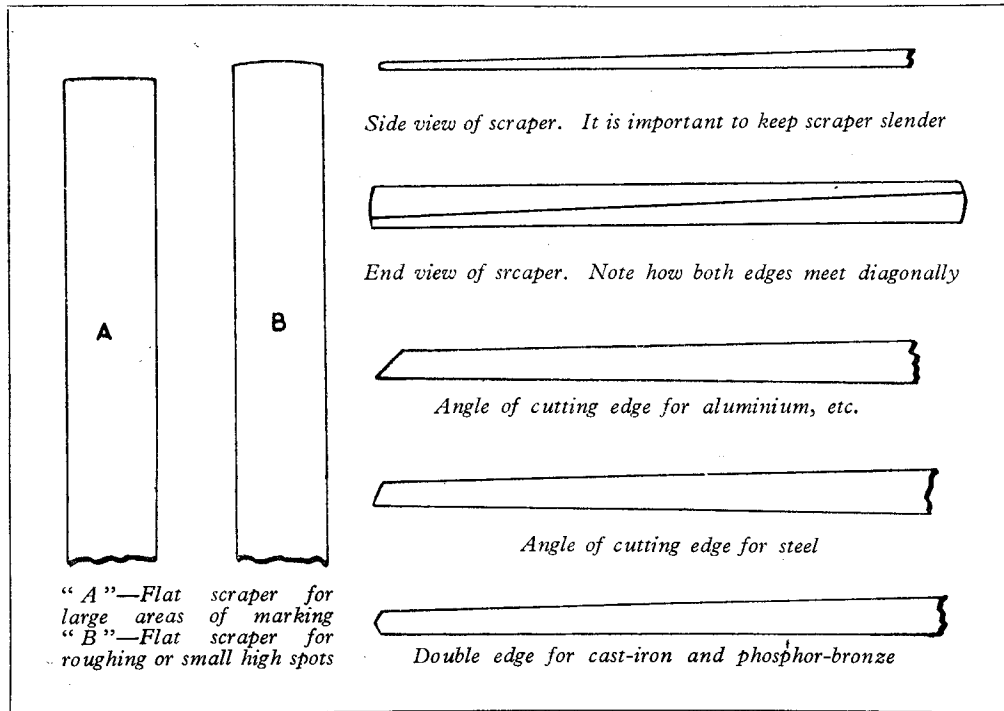 A
B
"A"—Flat scraper for
large areas of marking
"B"—Flat scraper for
roughing or small high spots
Side view of scraper. It is important to keep scraper slender
End view of srcaper. Note how both edges meet diagonally
Angle of cutting edge for aluminium, etc.
Angle of cutting edge for steel
Double edge for cast-iron and phosphor-bronze